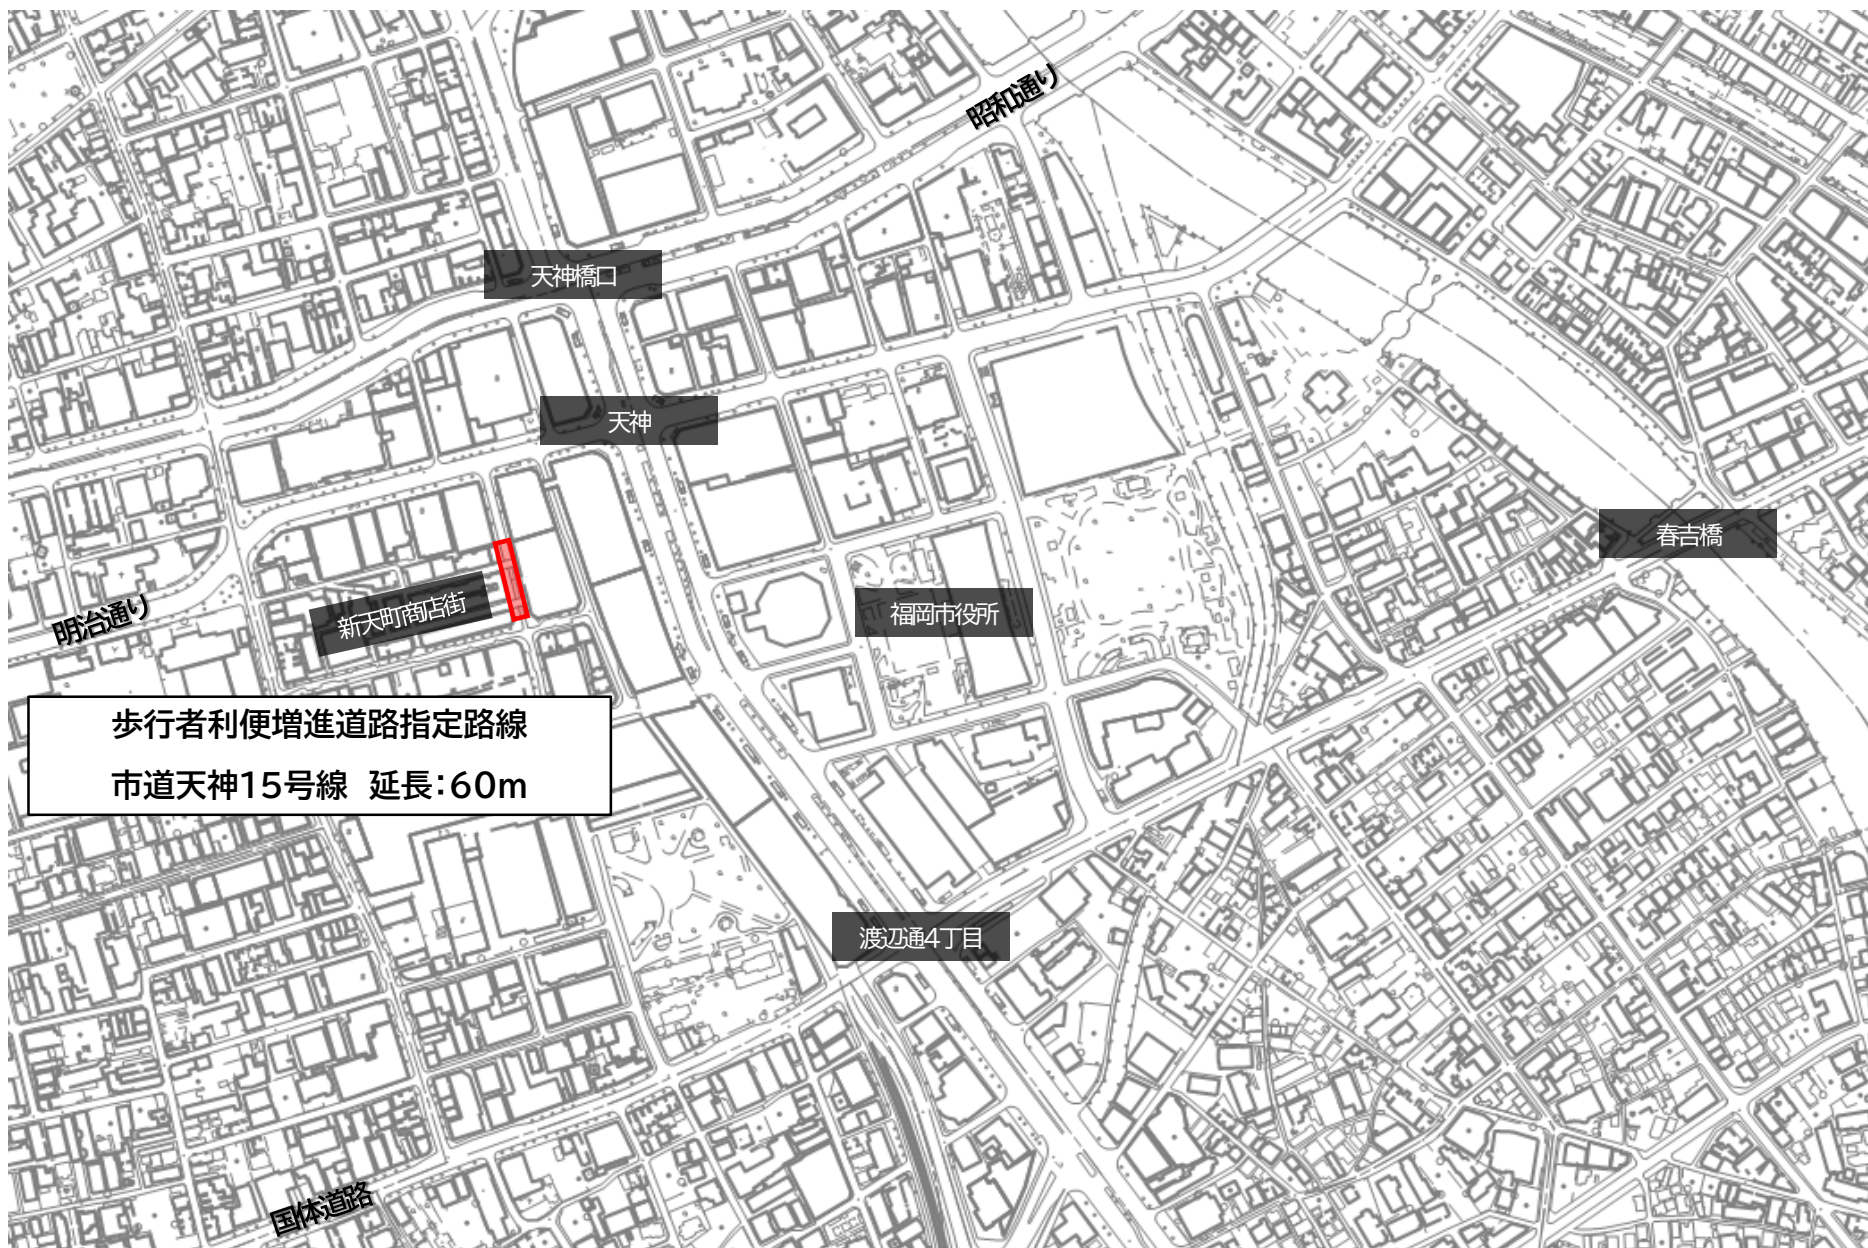 昭和通り
天神橋口
天神
春吉橋
新天町商店街
福岡市役所
明治通り
歩行者利便増進道路指定路線
市道天神15号線 延長：60m
渡辺通4丁目
国体道路